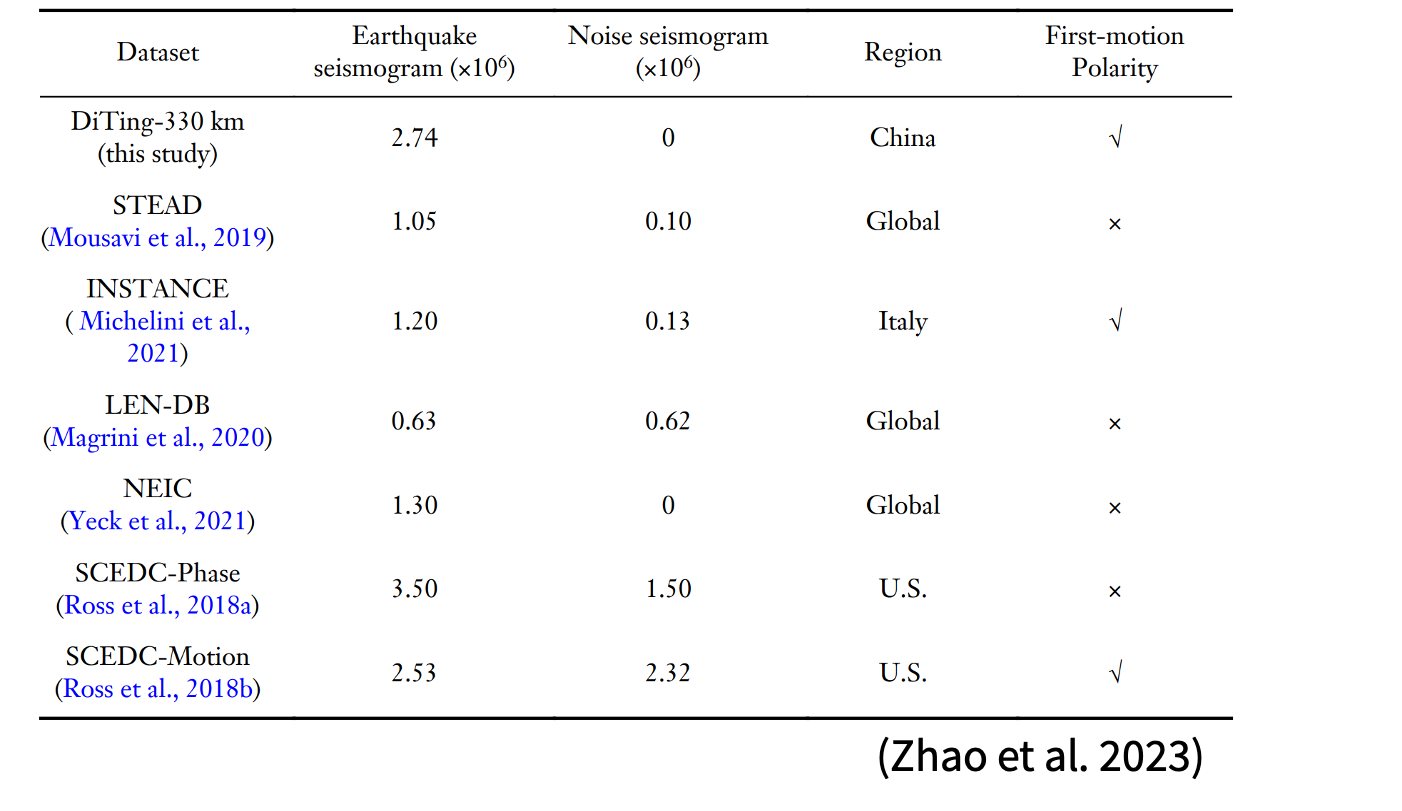 Dataset
Earthquake
seismogram (×10⁶)
Noise seismogram
(×10⁶)
Region
First-motion
Polarity
DiTing-330 km
(this study)
2.74
0
China
√
STEAD
(Mousavi et al., 2019)
1.05
0.10
Global
×
INSTANCE
( Michelini et al.,
2021)
1.20
0.13
Italy
√
LEN-DB
(Magrini et al., 2020)
0.63
0.62
Global
×
NEIC
(Yeck et al., 2021)
1.30
0
Global
×
SCEDC-Phase
(Ross et al., 2018a)
3.50
1.50
U.S.
×
SCEDC-Motion
(Ross et al., 2018b)
2.53
2.32
U.S.
√
(Zhao et al. 2023)